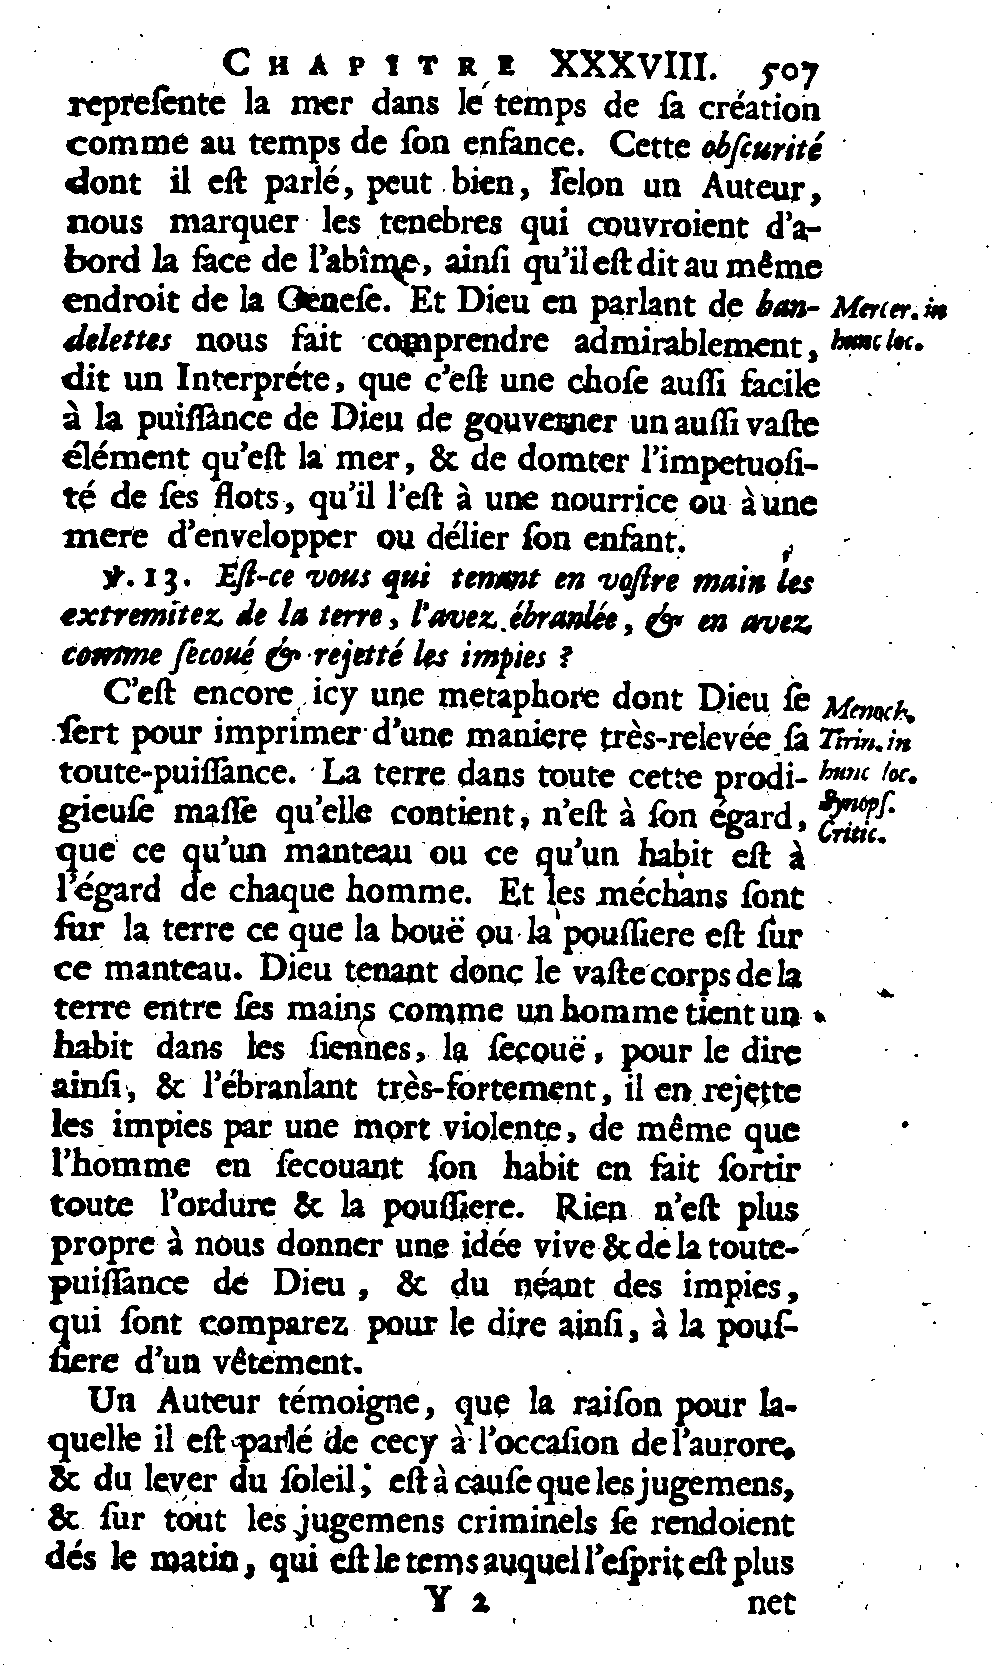 CHAPITRE XXXVIII. 507
repreſente la mer dans le temps de ſa création
comme au temps de ſon enfance. Cette obſcurité
dont il eſt parlé, peut bien, ſelon un Auteur,
nous marquer les tenebres qui couvroient d'a-
bord la face de l'abîme, ainſi qu'il eſt dit au même
endroit de la Geneſe. Et Dieu en parlant de ban-
delettes nous fait comprendre admirablement,
dit un Interpréte, que c'eſt une choſe auſſi facile
à la puiſſance de Dieu de gouverner un auſſi vaſte
élément qu'eſt la mer, & de domter l'impetuoſi-
té de ſes flots, qu'il l'eſt à une nourrice ou à une
mere d'envelopper ou délier ſon enfant.
Mercer. in
hunc loc.
℣. 13. Eſt-ce vous qui tenant en voſtre main les
extremitez de la terre, l'avez ébranlée, & en avez
comme ſecoué & rejetté les impies ?
C'eſt encore icy une metaphore dont Dieu ſe
ſert pour imprimer d'une maniere très-relevée ſa
toute-puiſſance. La terre dans toute cette prodi-
gieuſe maſſe qu'elle contient, n'eſt à ſon égard,
que ce qu'un manteau ou ce qu'un habit eſt à
l'égard de chaque homme. Et les méchans ſont
ſur la terre ce que la bouë ou la pouſſiere eſt ſur
ce manteau. Dieu tenant donc le vaſte corps de la
terre entre ſes mains comme un homme tient un
habit dans les ſiennes, la ſecouë, pour le dire
ainſi, & l'ébranlant très-fortement, il en rejette
les impies par une mort violente, de même que
l'homme en ſecouant ſon habit en fait ſortir
toute l'ordure & la pouſſiere. Rien n'eſt plus
propre à nous donner une idée vive & de la toute-
puiſſance de Dieu, & du néant des impies,
qui ſont comparez pour le dire ainſi, à la pouſ-
ſiere d'un vêtement.
Menoch.
Tirin. in
hunc loc.
Synopſ.
Critic.
Un Auteur témoigne, que la raiſon pour la-
quelle il eſt parlé de cecy à l'occaſion de l'aurore,
& du lever du ſoleil, eſt à cauſe que les jugemens,
& ſur tout les jugemens criminels ſe rendoient
dés le matin, qui eſt le tems auquel l'eſprit eſt plus
Y 2 net